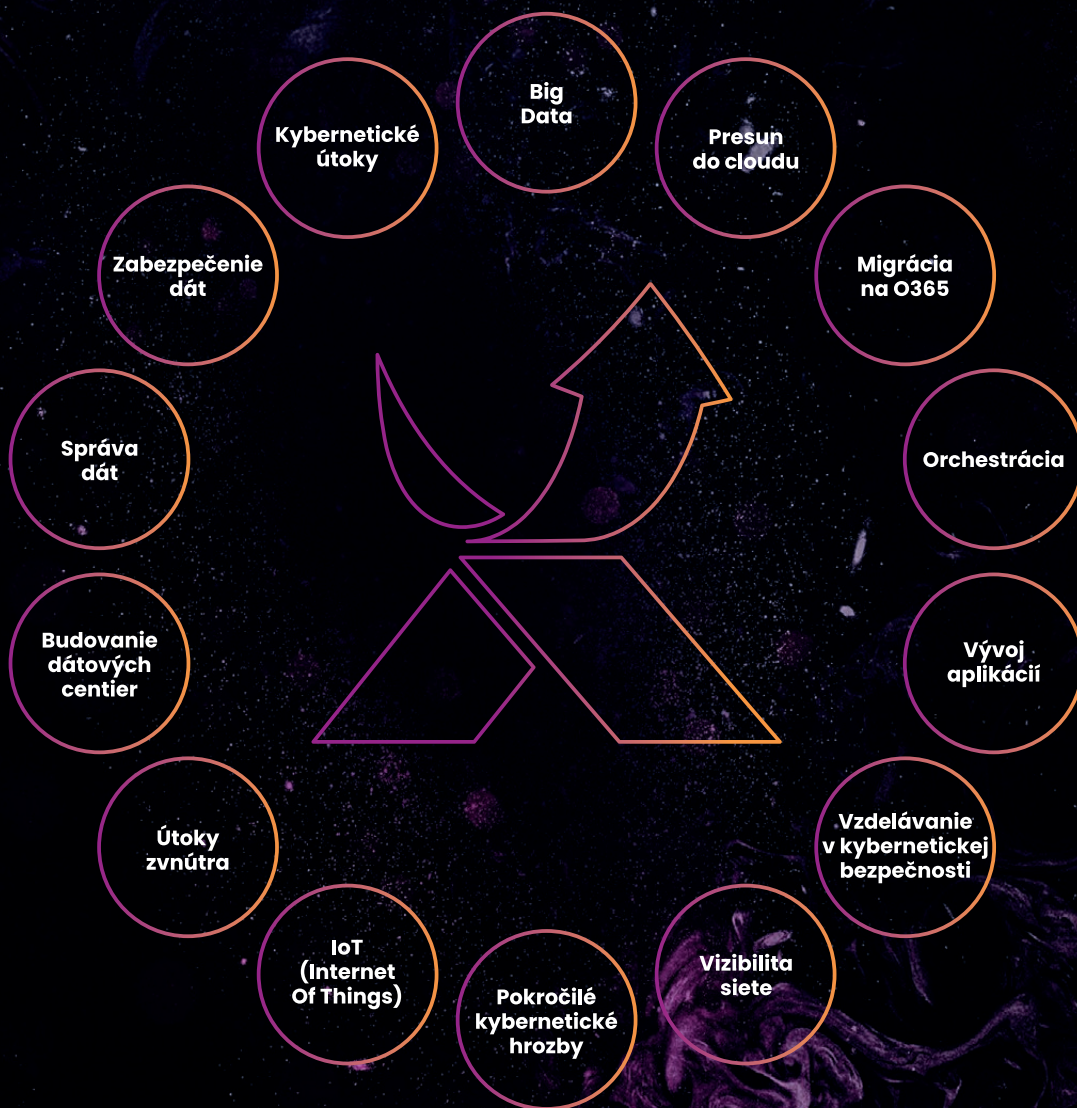 Big
Data
Presun
do cloudu
Migrácia
na O365
Orchestrácia
Vývoj
aplikácií
Vzdelávanie
v kybernetickej
bezpečnosti
Vizibilita
siete
Pokročilé
kybernetické
hrozby
IoT
(Internet
Of Things)
Útoky
zvnútra
Budovanie
dátových
centier
Správa
dát
Zabezpečenie
dát
Kybernetické
útoky